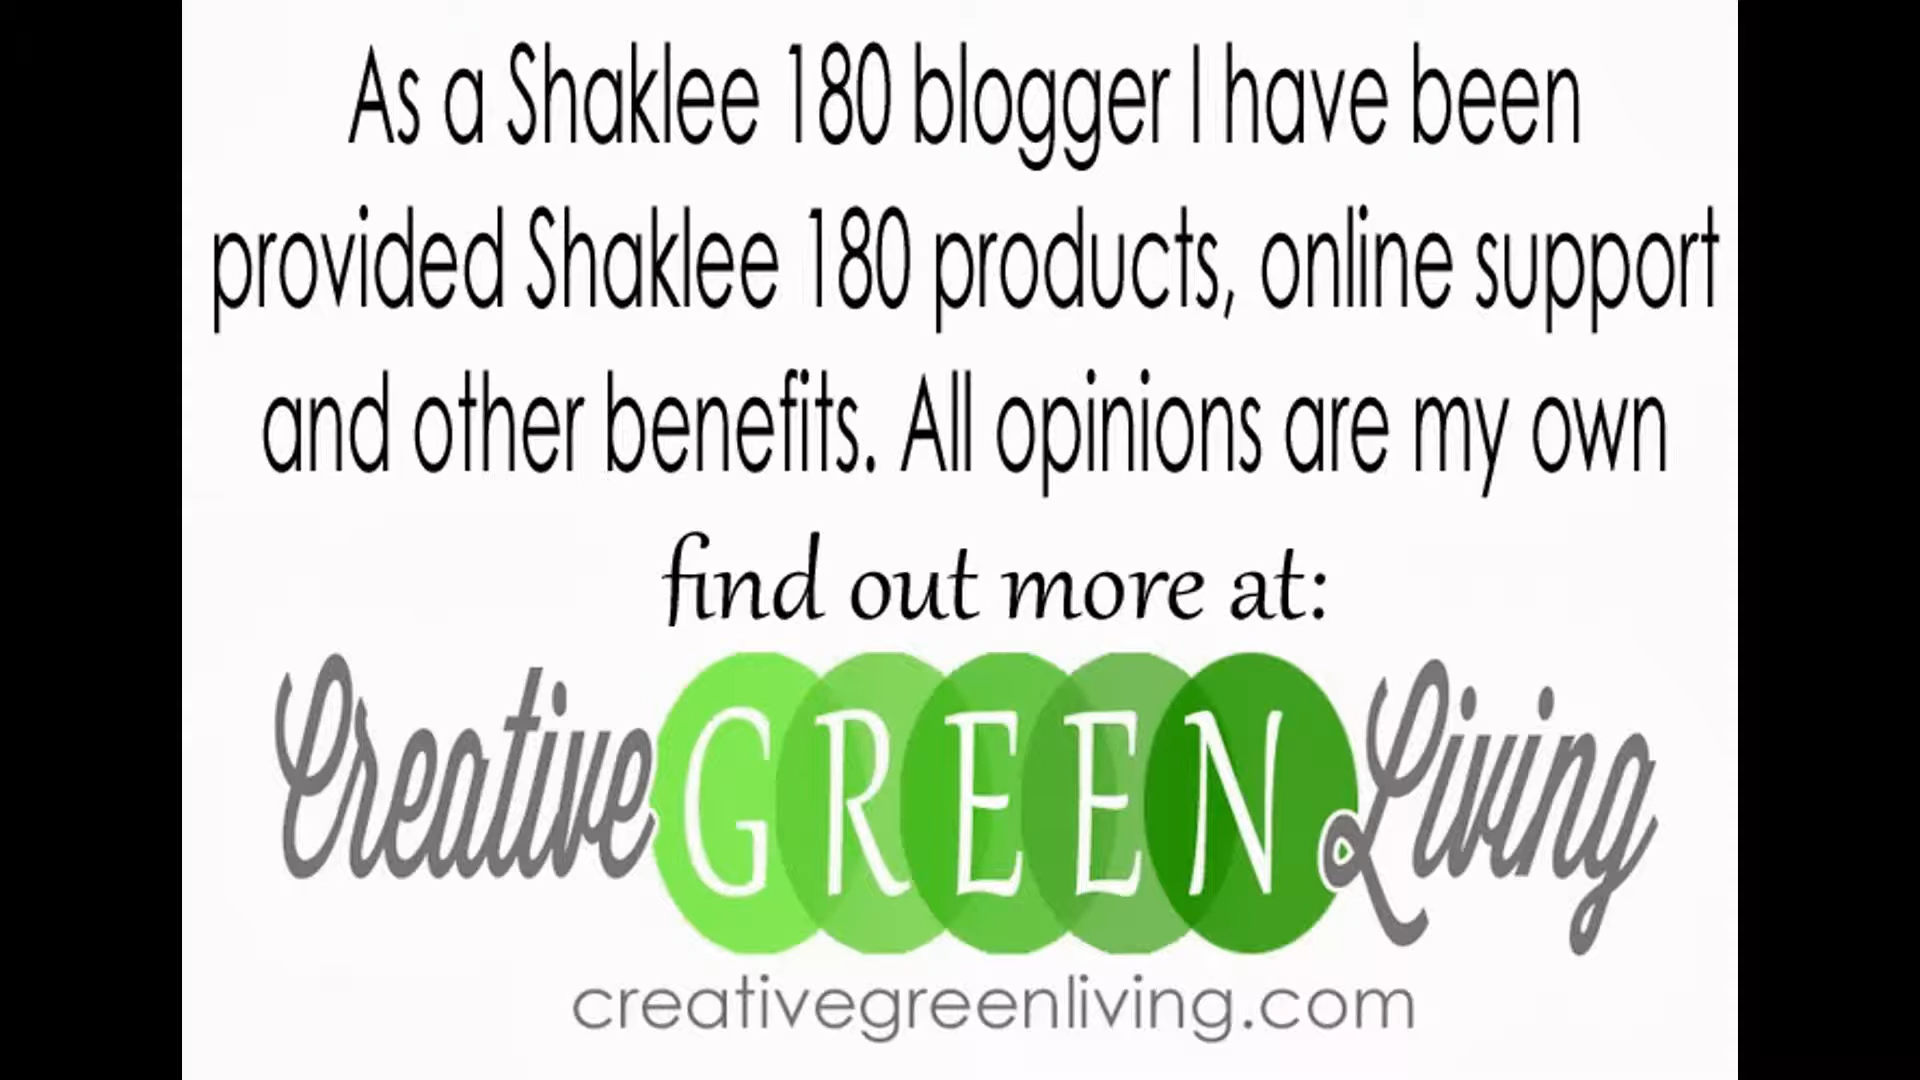 As a Shaklee 180 blogger I have been
provided Shaklee 180 products, online support
and other benefits. All opinions are my own
find out more at:
Creative GREEN Living
creativegreenliving.com